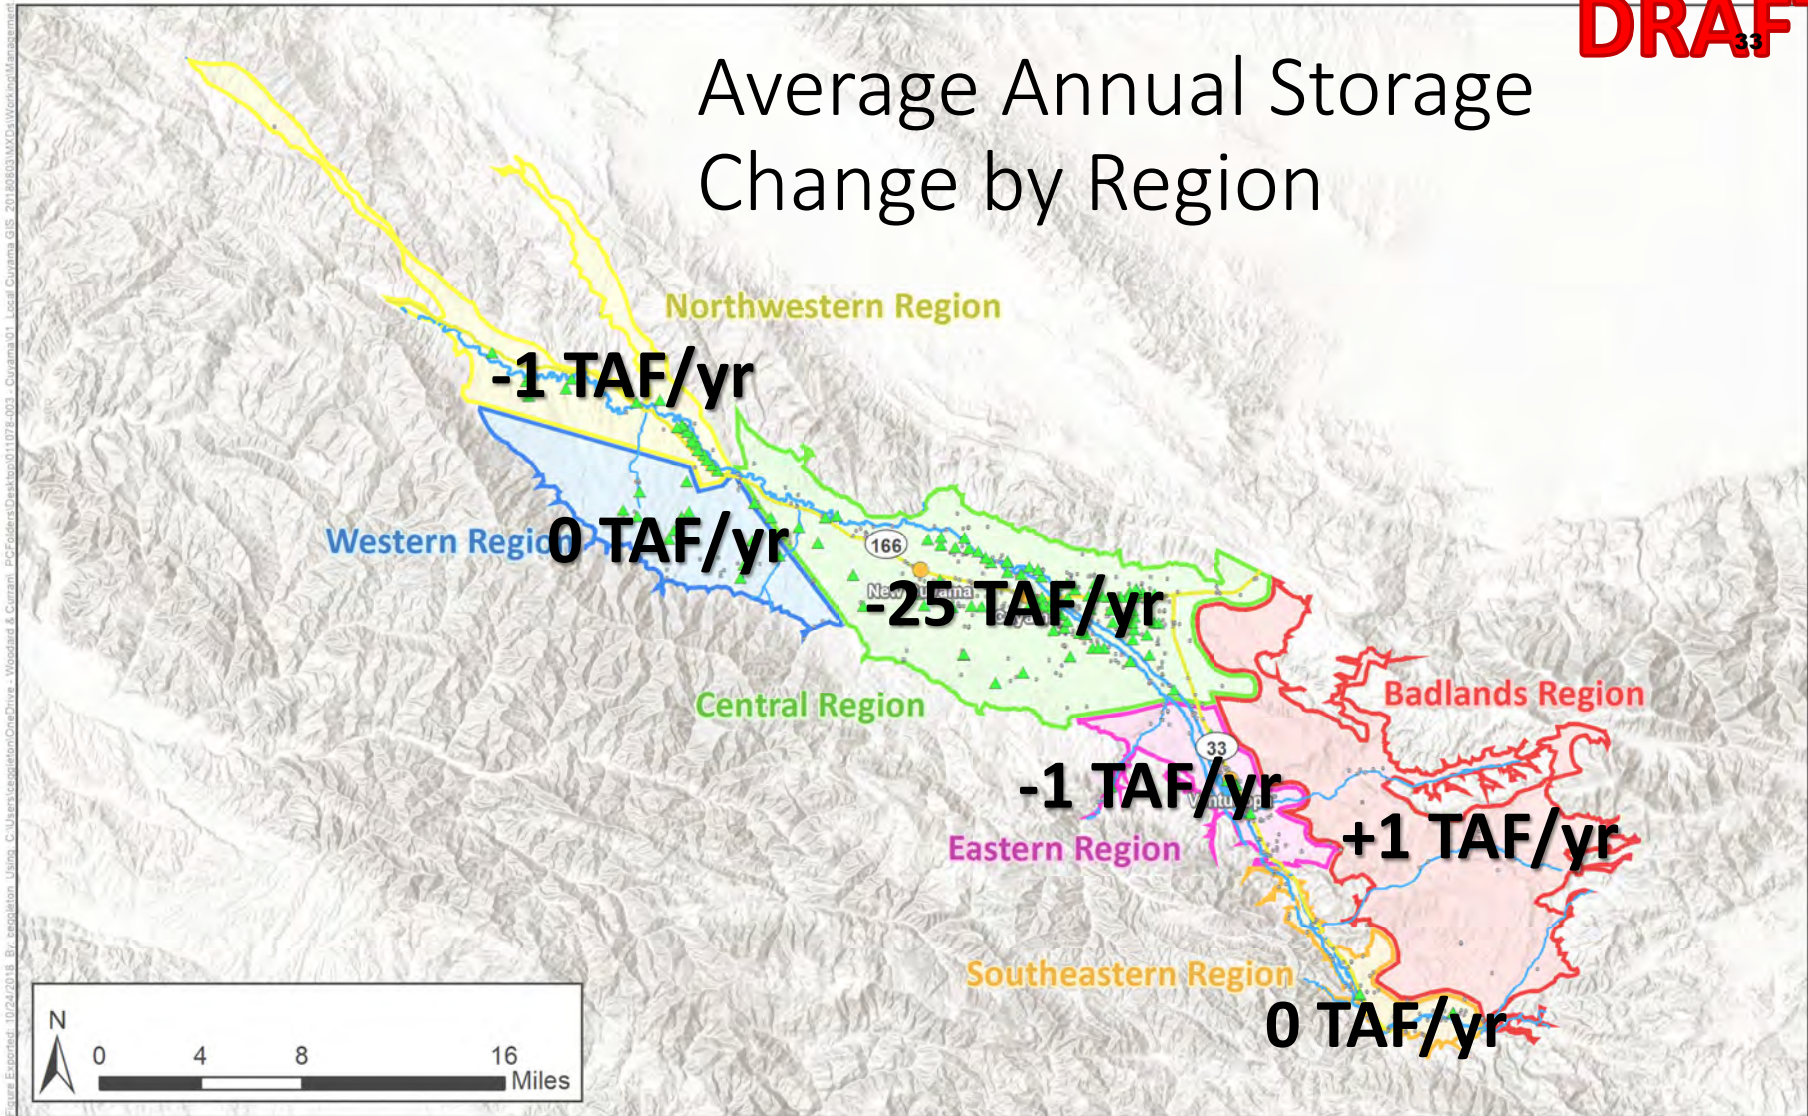 DRAFT
33
Average Annual Storage
Change by Region
Northwestern Region
-1 TAF/yr
Western Region
0 TAF/yr
166
-25 TAF/yr
Central Region
Badlands Region
33
-1 TAF/yr
+1 TAF/yr
Eastern Region
Southeastern Region
0 TAF/yr
N
0 4 8 16
Miles